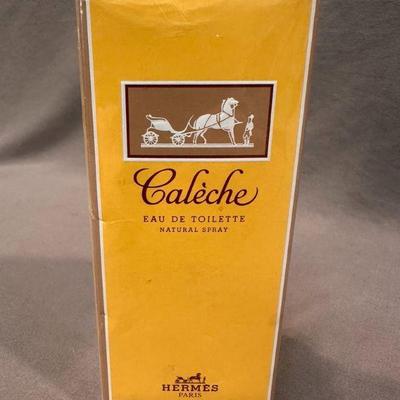 Calèche
EAU DE TOILETTE
NATURAL SPRAY
HERMÈS
PARIS